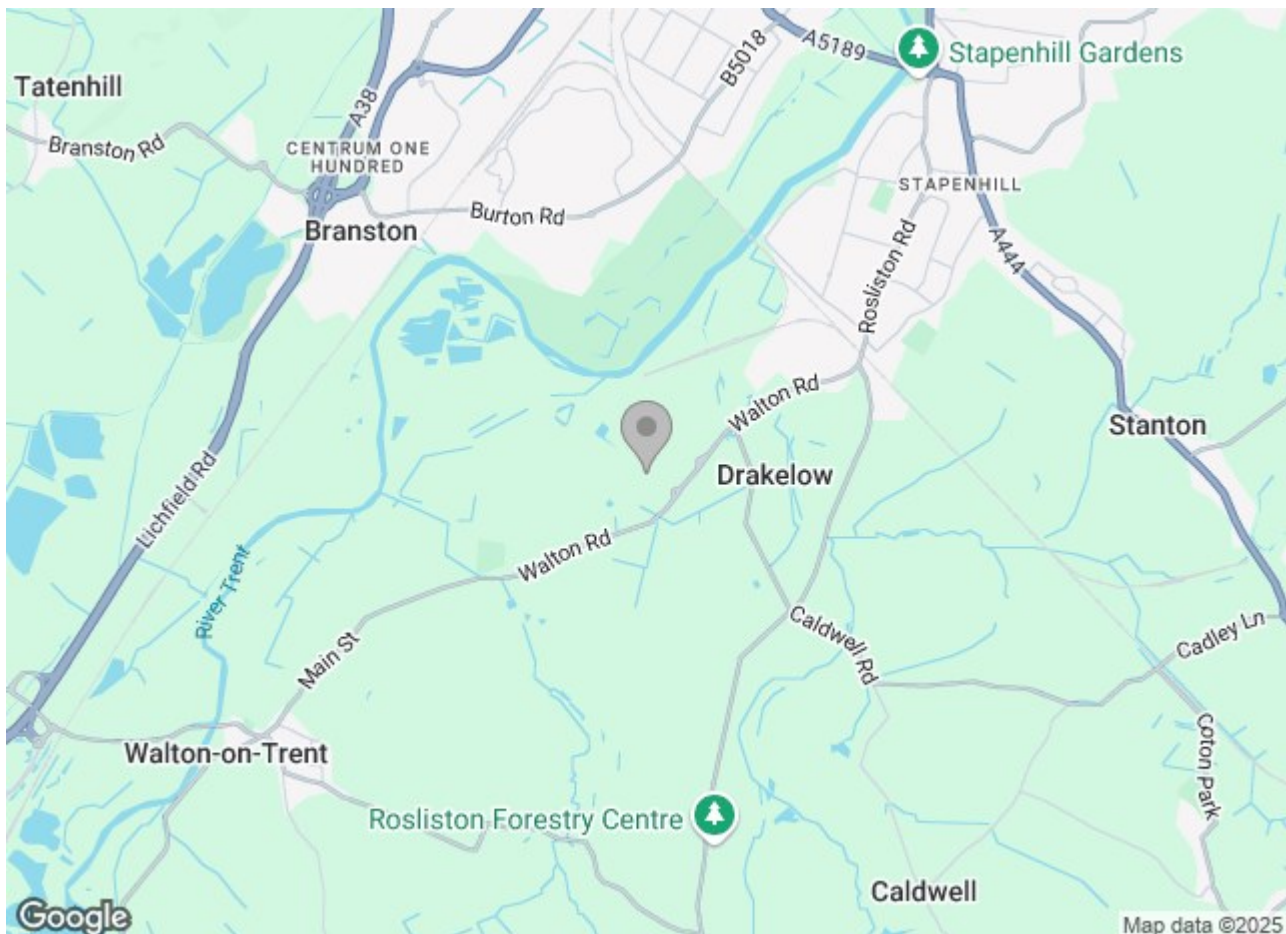 Tatenhill
Branston Rd
A38
CENTRUM ONE
HUNDRED
Branston
Burton Rd
B5018
A5189
Stapenhill Gardens
STAPENHILL
Rosliston Rd
A444
Walton Rd
Drakelow
Stanton
Lichfield Rd
River Trent
Walton Rd
Main St
Caldwell Rd
Cadley Ln
Coton Park
Walton-on-Trent
Rosliston Forestry Centre
Caldwell
Google
Map data ©2025